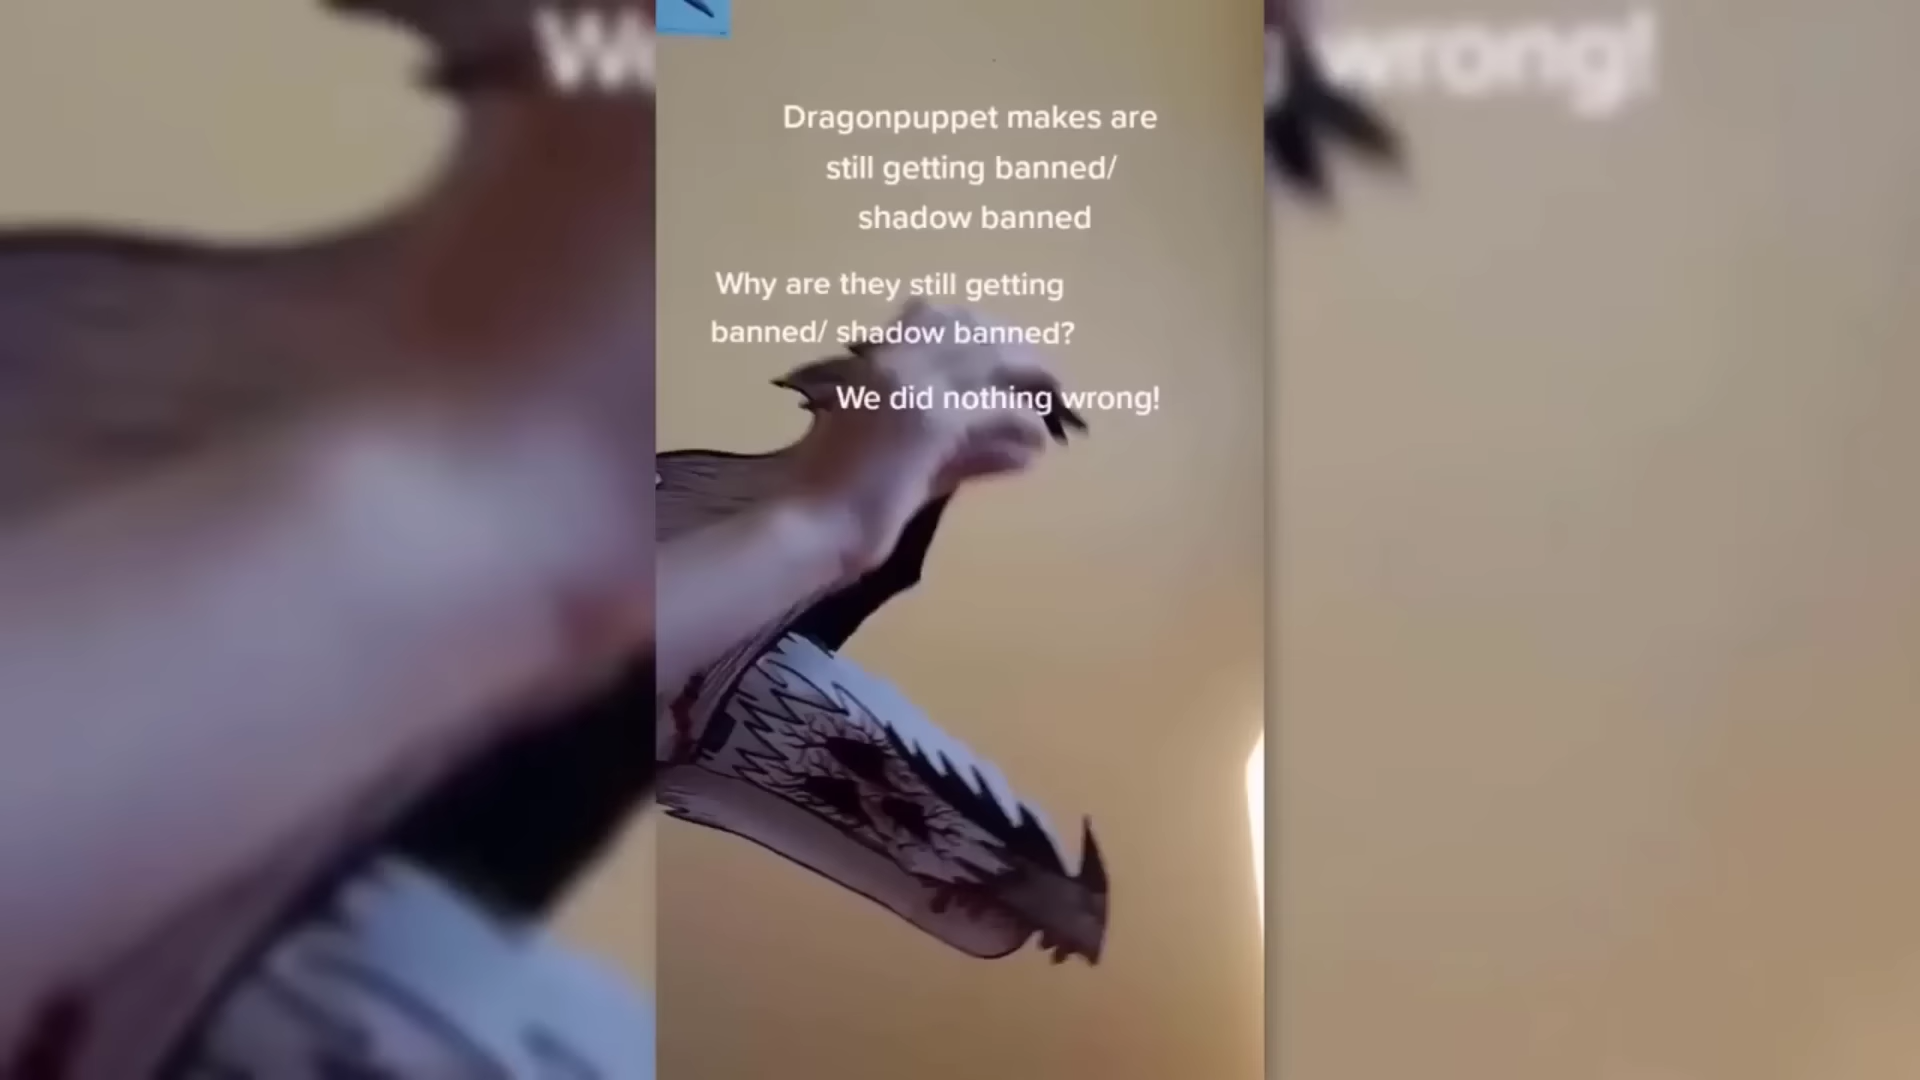 Dragonpuppet makes are
still getting banned/
shadow banned
Why are they still getting
banned/ shadow banned?
We did nothing wrong!